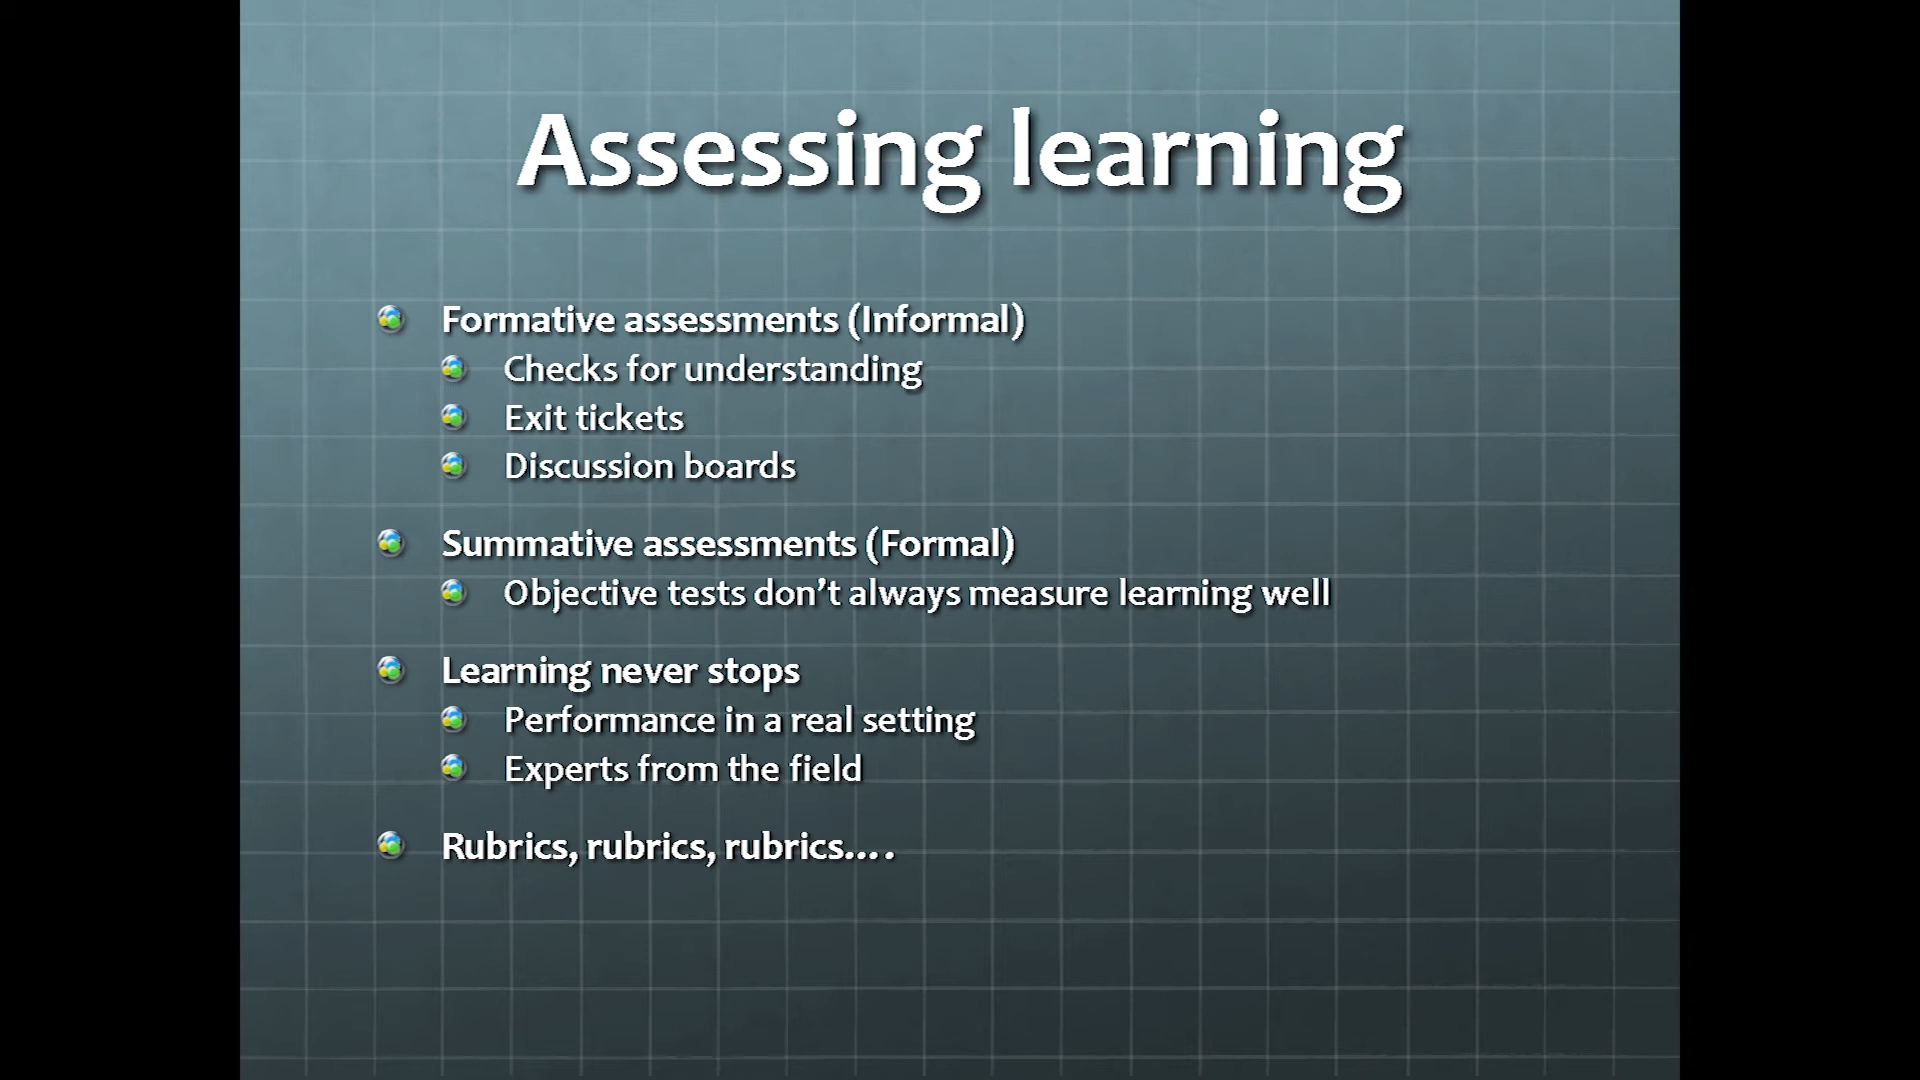 Assessing learning
Formative assessments (Informal)
Checks for understanding
Exit tickets
Discussion boards
Summative assessments (Formal)
Objective tests don’t always measure learning well
Learning never stops
Performance in a real setting
Experts from the field
Rubrics, rubrics, rubrics….